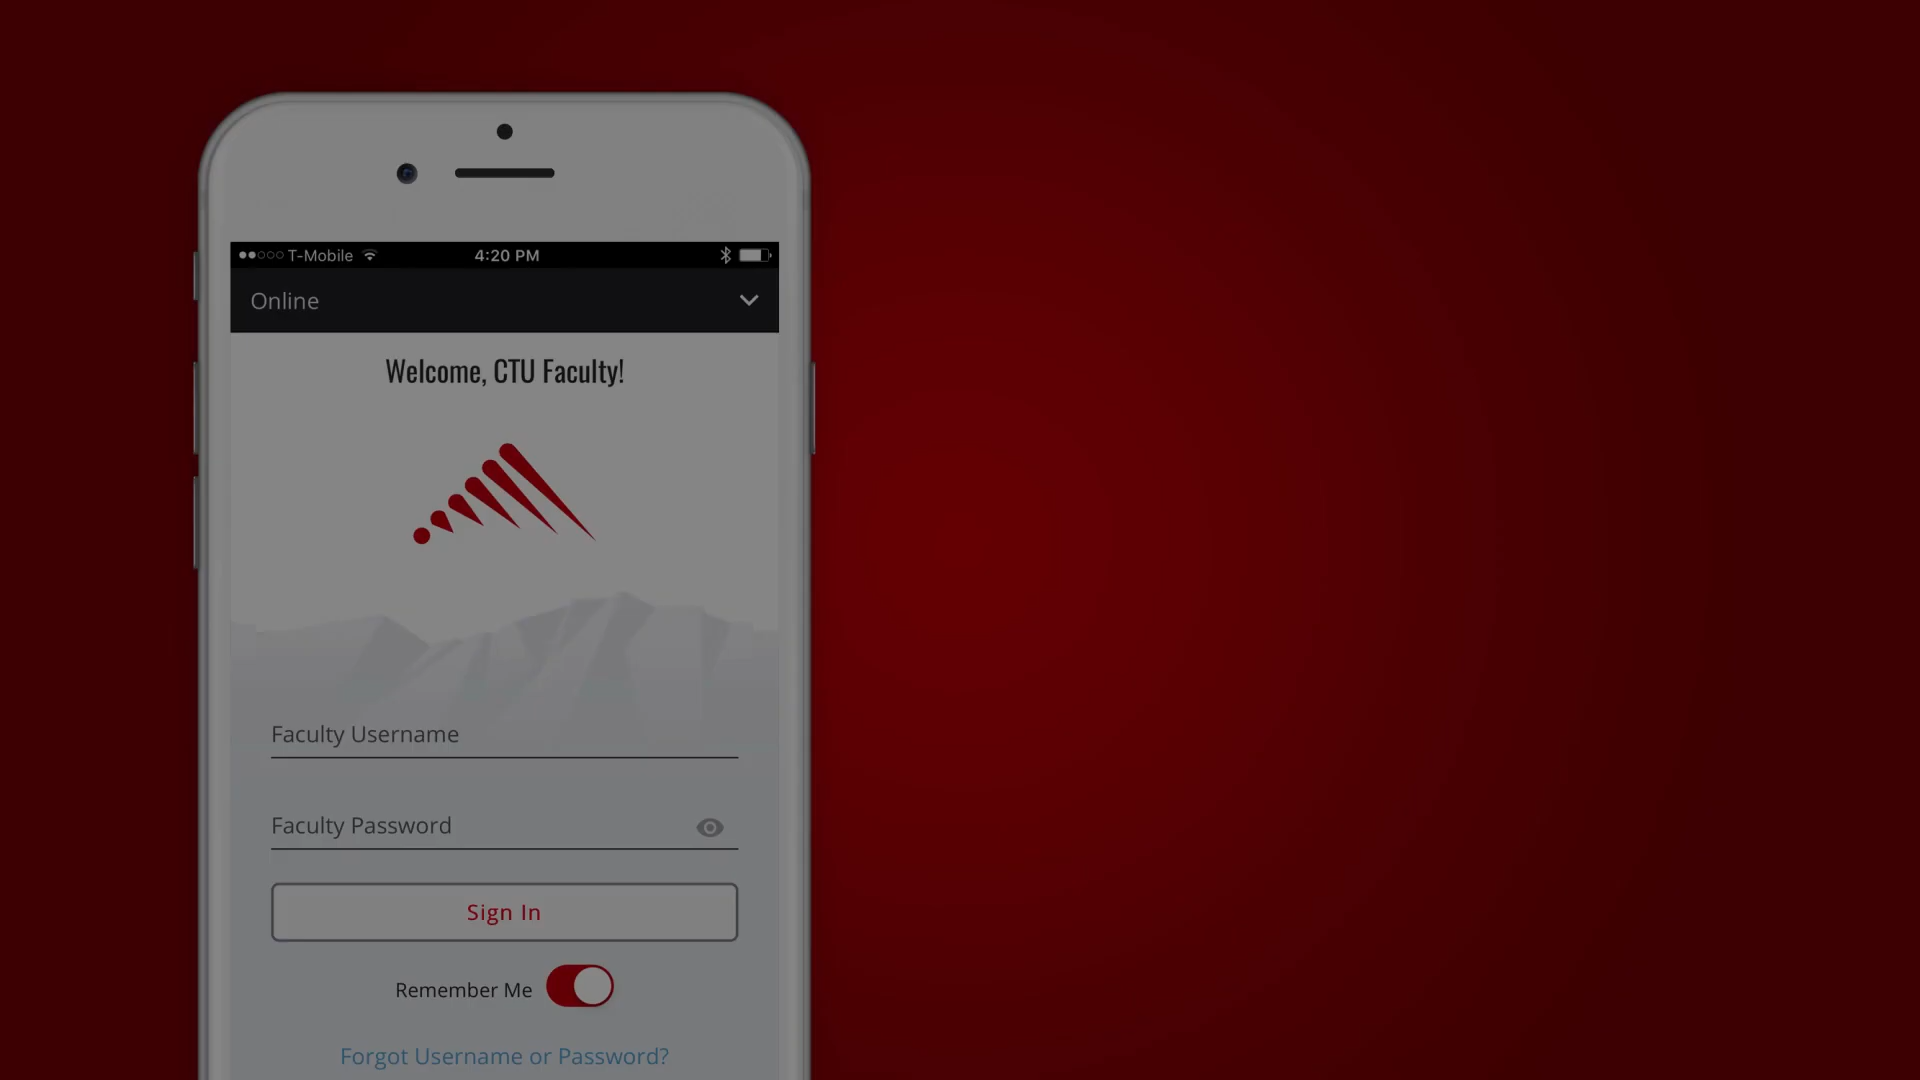 T-Mobile 4:20 PM
Online
Welcome, CTU Faculty!
Faculty Username
Faculty Password
Sign In
Remember Me
Forgot Username or Password?